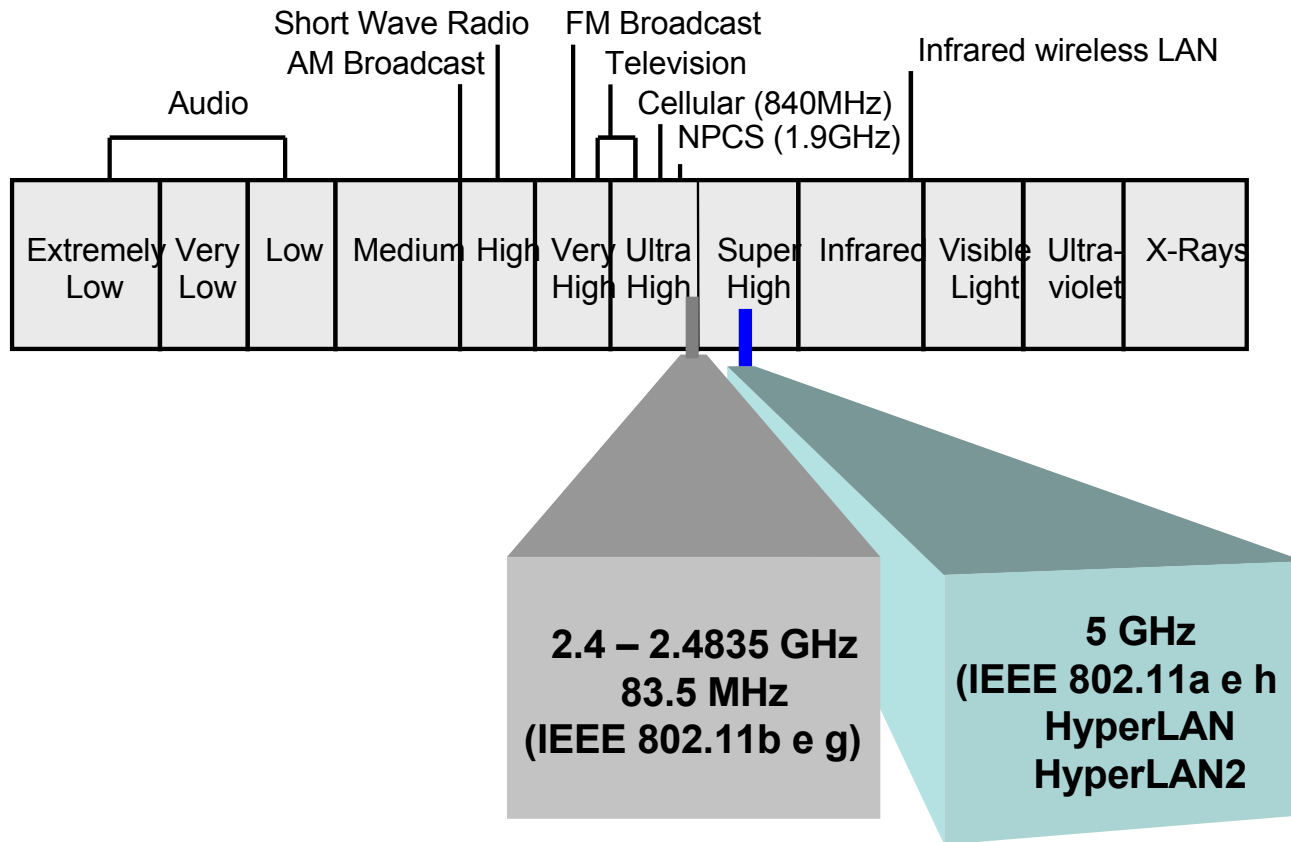 Short Wave Radio
FM Broadcast
Infrared wireless LAN
AM Broadcast
Television
Audio
Cellular (840MHz)
NPCS (1.9GHz)
Extremely
Low
Very
Low
Low
Medium
High
Very
High
Ultra
High
Super
High
Infrared
Visible
Light
Ultra-
violet
X-Rays
2.4 – 2.4835 GHz
83.5 MHz
(IEEE 802.11b e g)
5 GHz
(IEEE 802.11a e h
HyperLAN
HyperLAN2